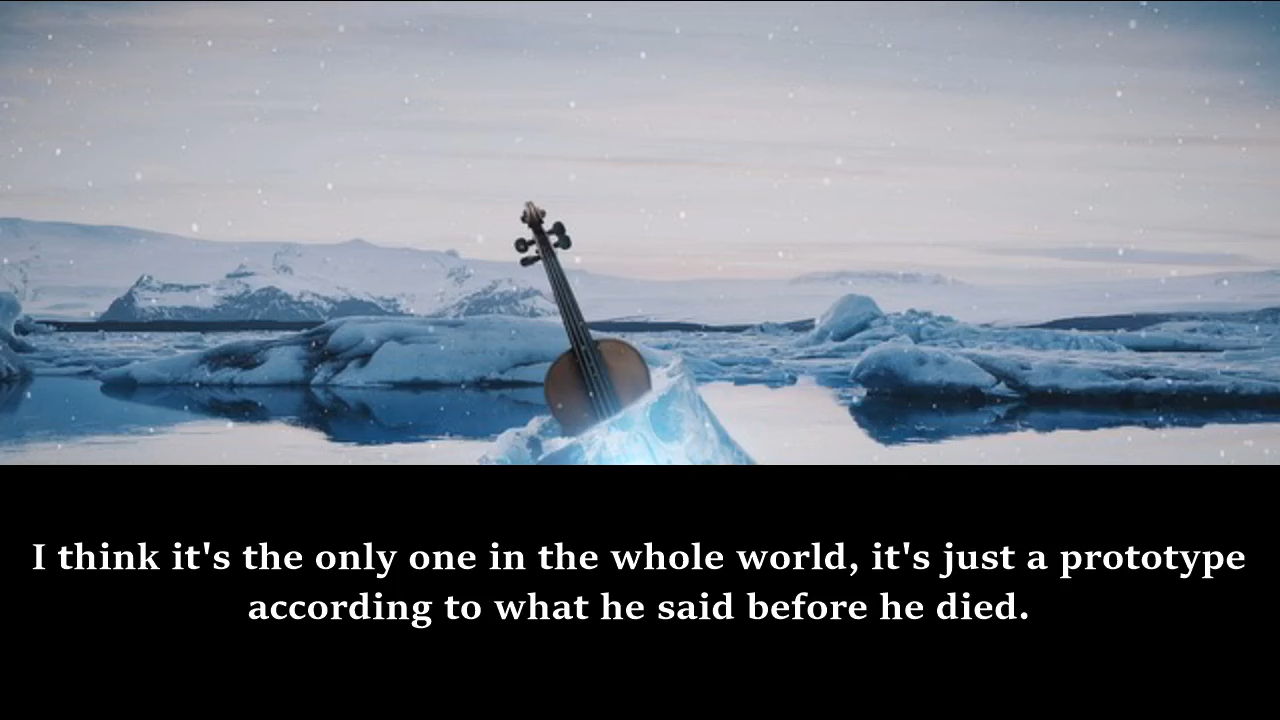 I think it's the only one in the whole world, it's just a prototype
according to what he said before he died.